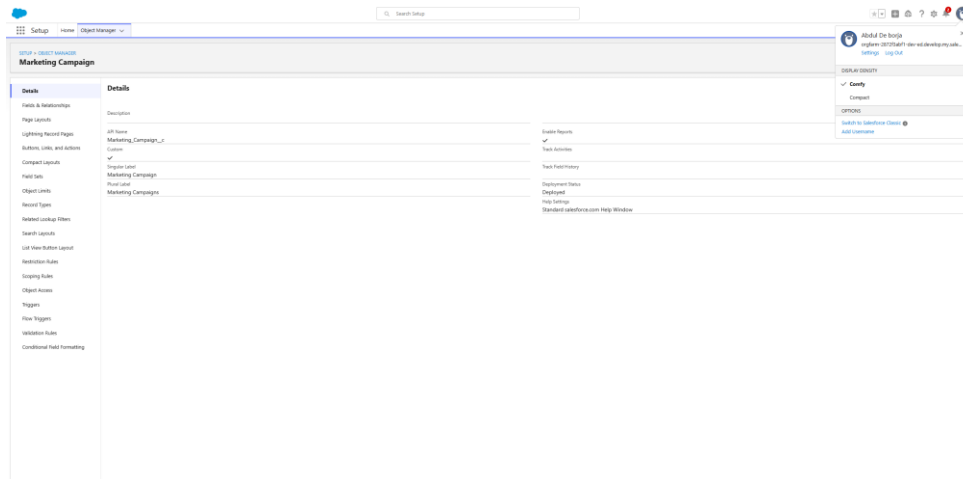 Search Setup
Setup
Home
Object Manager
SETUP > OBJECT MANAGER
Marketing Campaign
Abdul De borja
Settings
Log Out
DISPLAY DENSITY
Comfy
Compact
OPTIONS
Switch to Salesforce Classic
Add Username
Details
Fields & Relationships
Page Layouts
Lightning Record Pages
Buttons, Links, and Actions
Compact Layouts
Field Sets
Object Limits
Record Types
Related Lookup Filters
Search Layouts
List View Button Layout
Restriction Rules
Scoping Rules
Object Access
Triggers
Flow Triggers
Validation Rules
Conditional Field Formatting
Details
Description
API Name
Marketing_Campaign__c
Custom
Singular Label
Marketing Campaign
Plural Label
Marketing Campaigns
Enable Reports
Track Activities
Track Field History
Deployment Status
Deployed
Help Settings
Standard salesforce.com Help Window